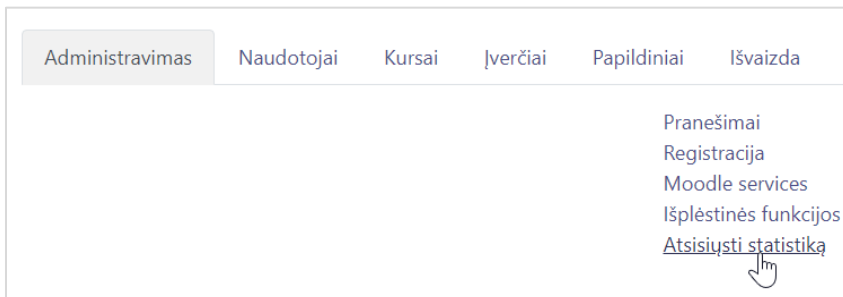 Administravimas Naudotojai Kursai Įverčiai Papildiniai Išvaizda
Pranešimai
Registracija
Moodle services
Išplėstinės funkcijos
Atsisiųsti statistiką